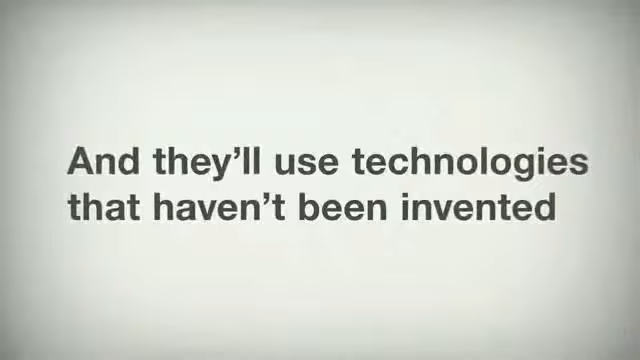 And they’ll use technologies
that haven’t been invented